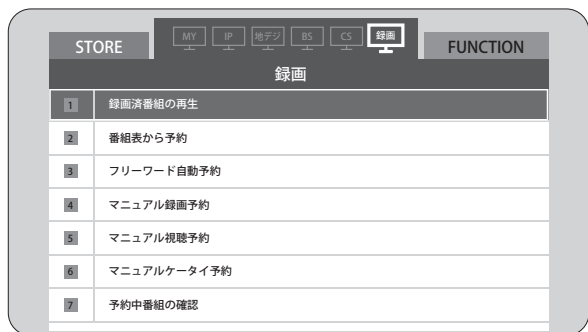 STORE MY IP 地デジ BS CS 録画 FUNCTION
録画
1 録画済番組の再生
2 番組表から予約
3 フリーワード自動予約
4 マニュアル録画予約
5 マニュアル視聴予約
6 マニュアルケータイ予約
7 予約中番組の確認